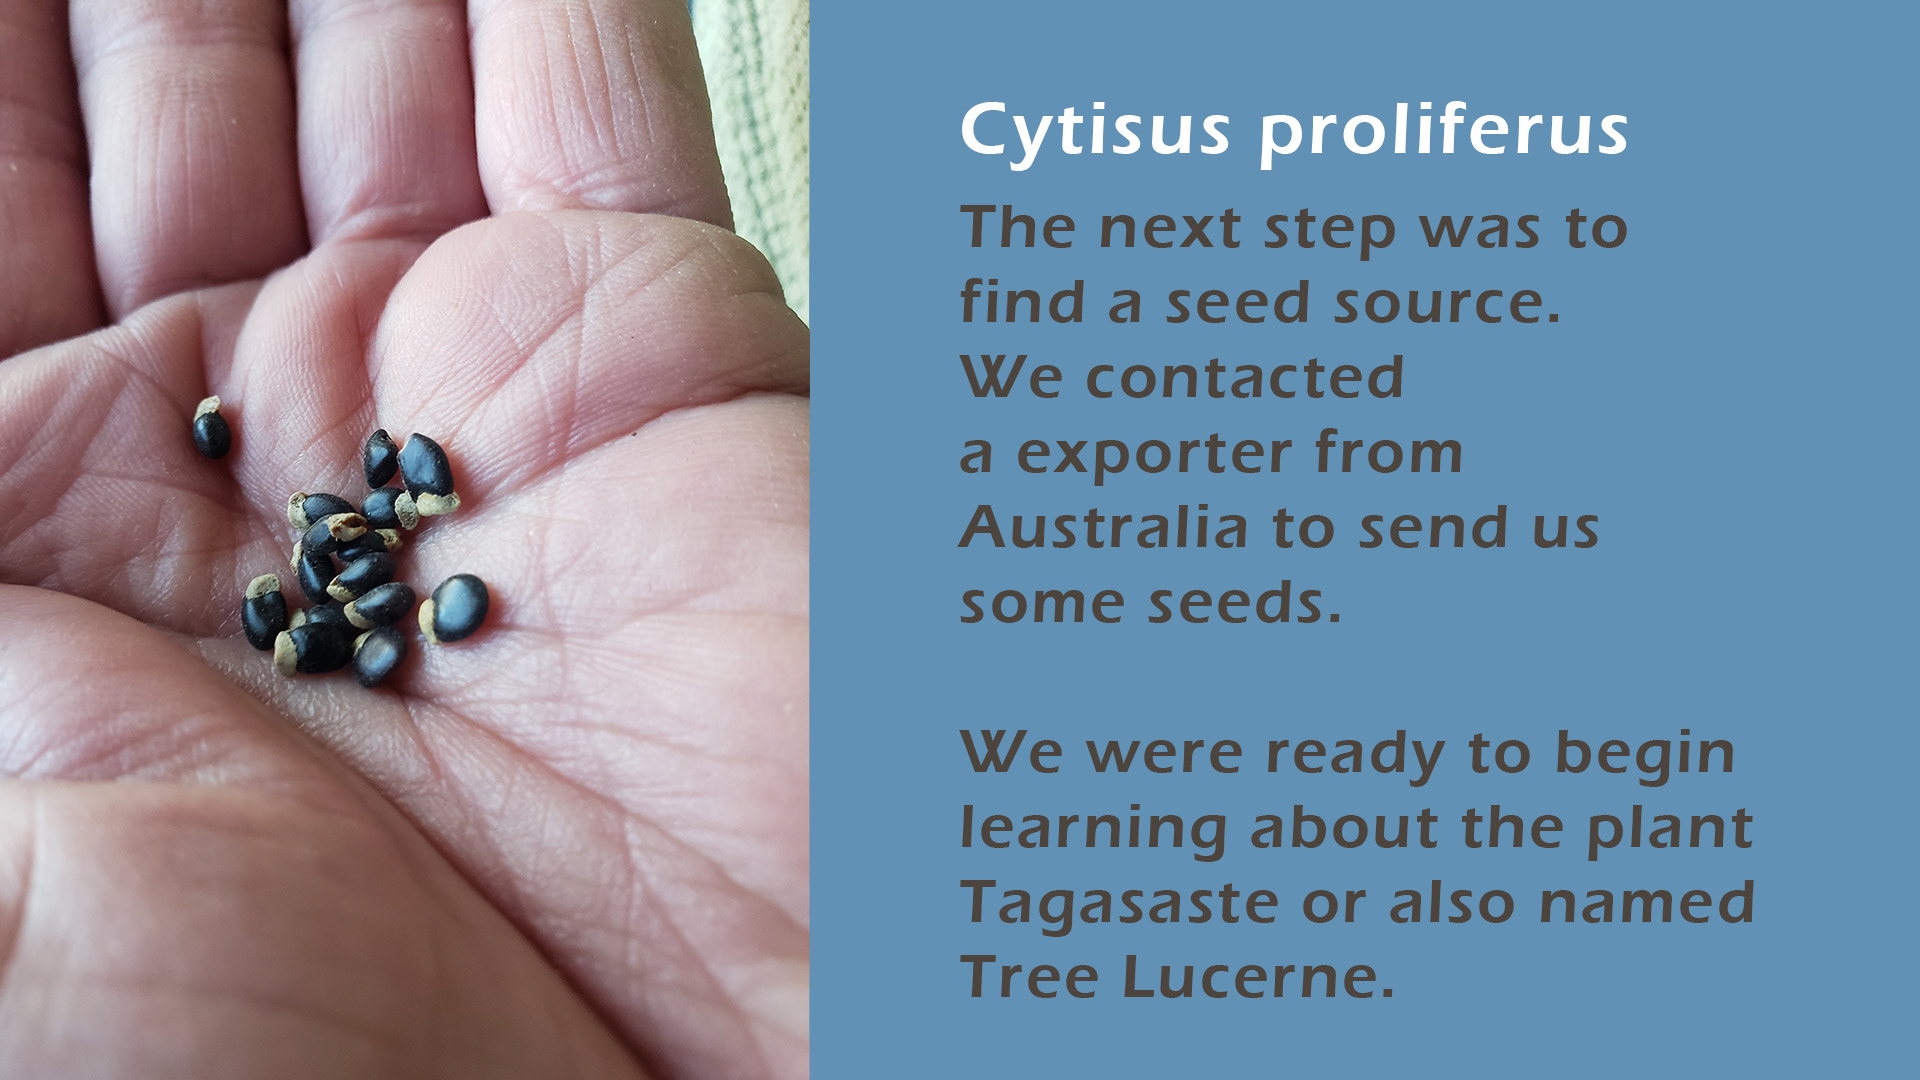 Cytisus proliferus
The next step was to
find a seed source.
We contacted
a exporter from
Australia to send us
some seeds.
We were ready to begin
learning about the plant
Tagasaste or also named
Tree Lucerne.